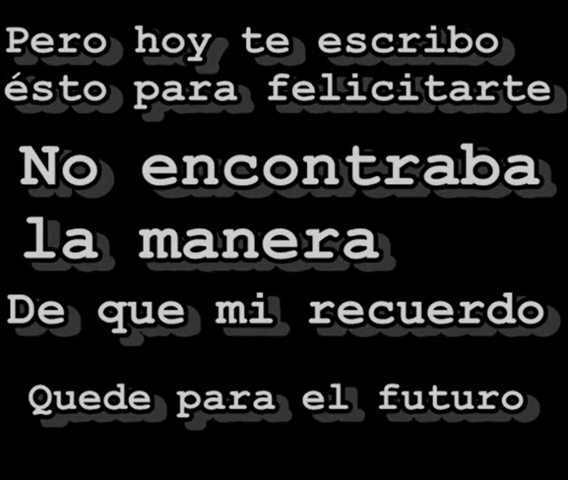 Pero hoy te escribo
ésto para felicitarte
No encontraba
la manera
De que mi recuerdo
Quede para el futuro